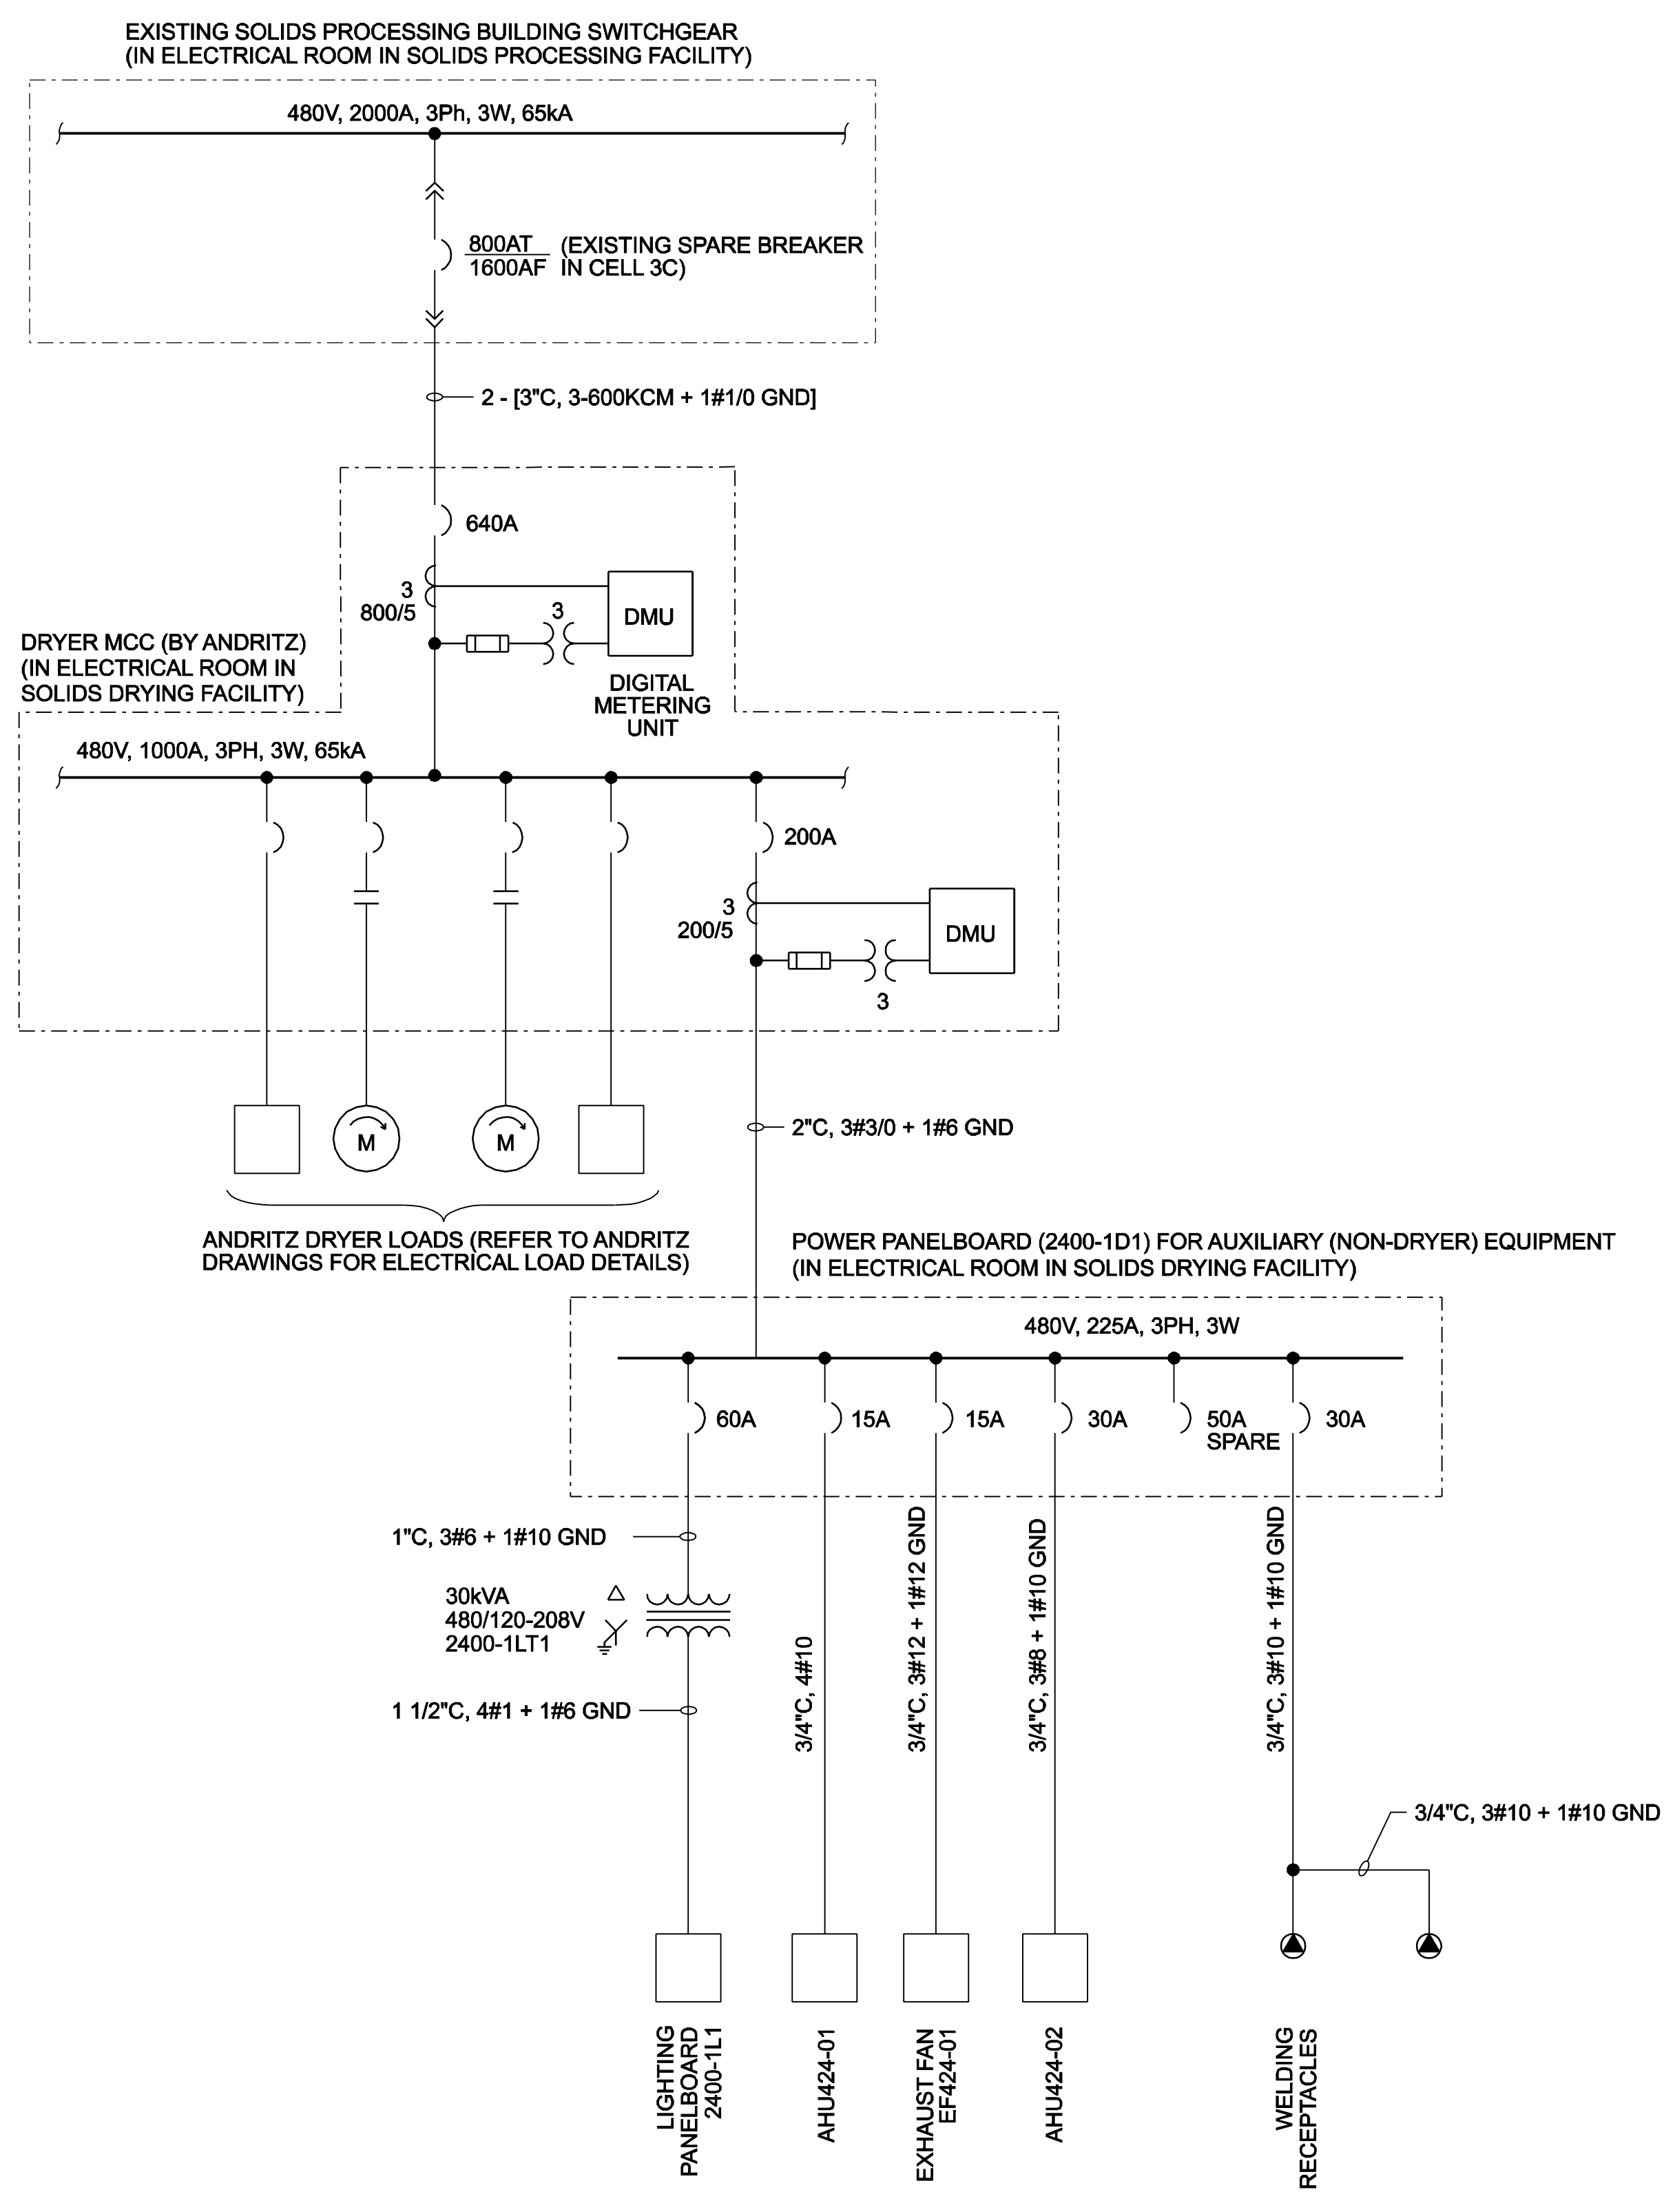 EXISTING SOLIDS PROCESSING BUILDING SWITCHGEAR
(IN ELECTRICAL ROOM IN SOLIDS PROCESSING FACILITY)
480V, 2000A, 3Ph, 3W, 65kA
800AT
1600AF
(EXISTING SPARE BREAKER
IN CELL 3C)
2 - [3"C, 3-600KCM + 1#1/0 GND]
640A
3
800/5
3
DMU
DIGITAL
METERING
UNIT
DRYER MCC (BY ANDRITZ)
(IN ELECTRICAL ROOM IN
SOLIDS DRYING FACILITY)
480V, 1000A, 3PH, 3W, 65kA
200A
3
200/5
DMU
3
M
M
2"C, 3#3/0 + 1#6 GND
ANDRITZ DRYER LOADS (REFER TO ANDRITZ
DRAWINGS FOR ELECTRICAL LOAD DETAILS)
POWER PANELBOARD (2400-1D1) FOR AUXILIARY (NON-DRYER) EQUIPMENT
(IN ELECTRICAL ROOM IN SOLIDS DRYING FACILITY)
480V, 225A, 3PH, 3W
60A
15A
15A
30A
50A
SPARE
30A
1"C, 3#6 + 1#10 GND
30kVA
480/120-208V
2400-1LT1
1 1/2"C, 4#1 + 1#6 GND
3/4"C, 4#10
3/4"C, 3#12 + 1#12 GND
3/4"C, 3#8 + 1#10 GND
3/4"C, 3#10 + 1#10 GND
3/4"C, 3#10 + 1#10 GND
LIGHTING
PANELBOARD
2400-1L1
AHU424-01
EXHAUST FAN
EF424-01
AHU424-02
WELDING
RECEPTACLES